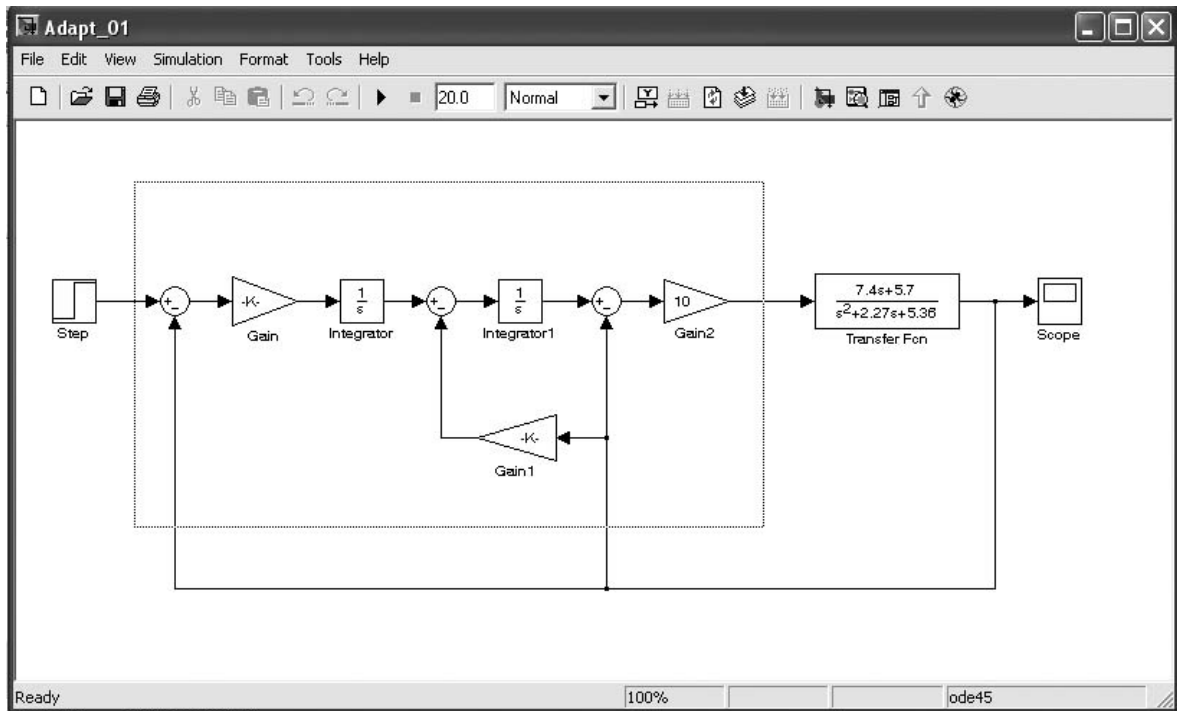 Adapt_01
File Edit View Simulation Format Tools Help
20.0 Normal
Step
+
−
-K-
Gain
1
s
Integrator
+
−
1
s
Integrator1
+
−
10
Gain2
7.4s+5.7
s²+2.27s+5.36
Transfer Fcn
Scope
-K-
Gain1
Ready 100% ode45